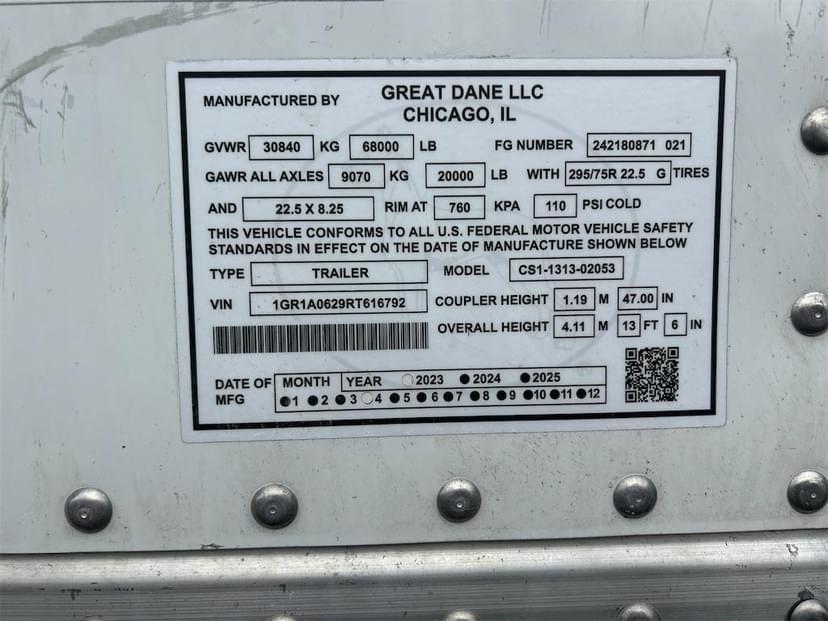 MANUFACTURED BY GREAT DANE LLC
CHICAGO, IL
GVWR 30840 KG 68000 LB FG NUMBER 242180871 021
GAWR ALL AXLES 9070 KG 20000 LB WITH 295/75R 22.5 G TIRES
AND 22.5 X 8.25 RIM AT 760 KPA 110 PSI COLD
THIS VEHICLE CONFORMS TO ALL U.S. FEDERAL MOTOR VEHICLE SAFETY
STANDARDS IN EFFECT ON THE DATE OF MANUFACTURE SHOWN BELOW
TYPE TRAILER MODEL CS1-1313-02053
VIN 1GR1A0629RT616792 COUPLER HEIGHT 1.19 M 47.00 IN
OVERALL HEIGHT 4.11 M 13 FT 6 IN
DATE OF MFG MONTH YEAR 2023 2024 2025
1 2 3 4 5 6 7 8 9 10 11 12